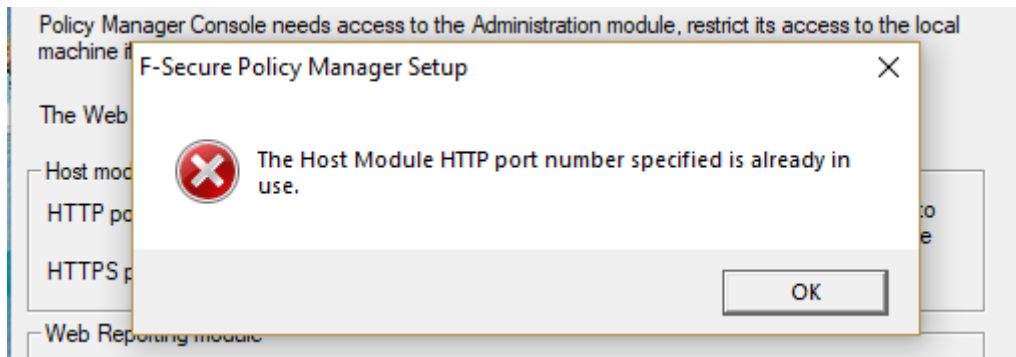 Policy Manager Console needs access to the Administration module, restrict its access to the local
machine if
F-Secure Policy Manager Setup
The Web
The Host Module HTTP port number specified is already in
use.
Host mod
HTTP po
to
e
HTTPS p
OK
Web Reporting module